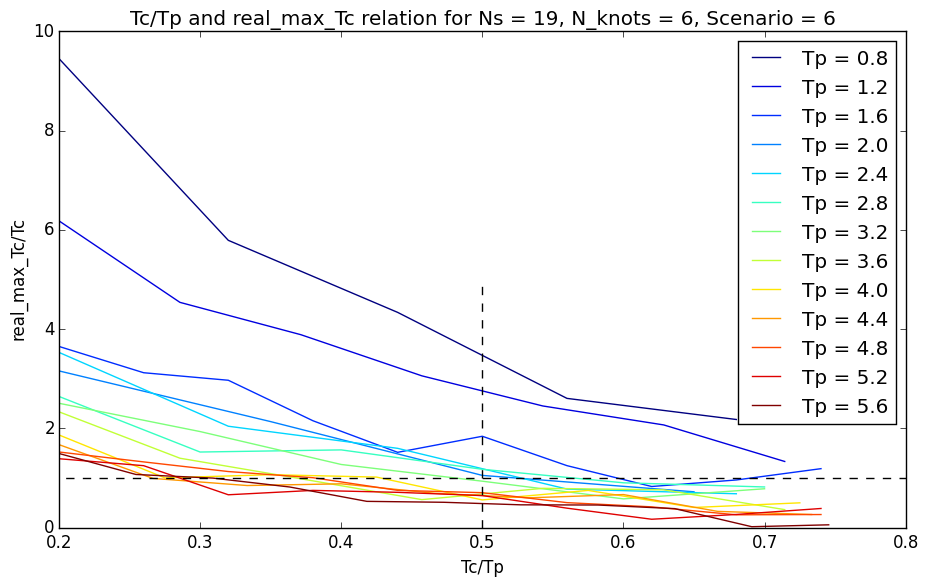 Tc/Tp and real_max_Tc relation for Ns = 19, N_knots = 6, Scenario = 6
10
8
6
4
2
0
real_max_Tc/Tc
Tp = 0.8
Tp = 1.2
Tp = 1.6
Tp = 2.0
Tp = 2.4
Tp = 2.8
Tp = 3.2
Tp = 3.6
Tp = 4.0
Tp = 4.4
Tp = 4.8
Tp = 5.2
Tp = 5.6
0.2 0.3 0.4 0.5 0.6 0.7 0.8
Tc/Tp